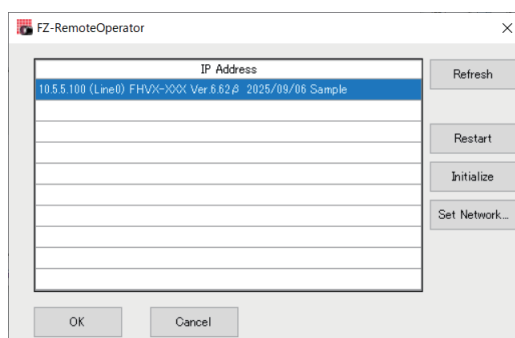 FZ-RemoteOperator
IP Address
10.5.5.100 (Line0) FHVX-XXX Ver.6.62β 2025/09/06 Sample
Refresh
Restart
Initialize
Set Network...
OK
Cancel